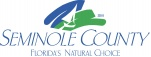 SEMINOLE COUNTY
FLORIDA'S NATURAL CHOICE